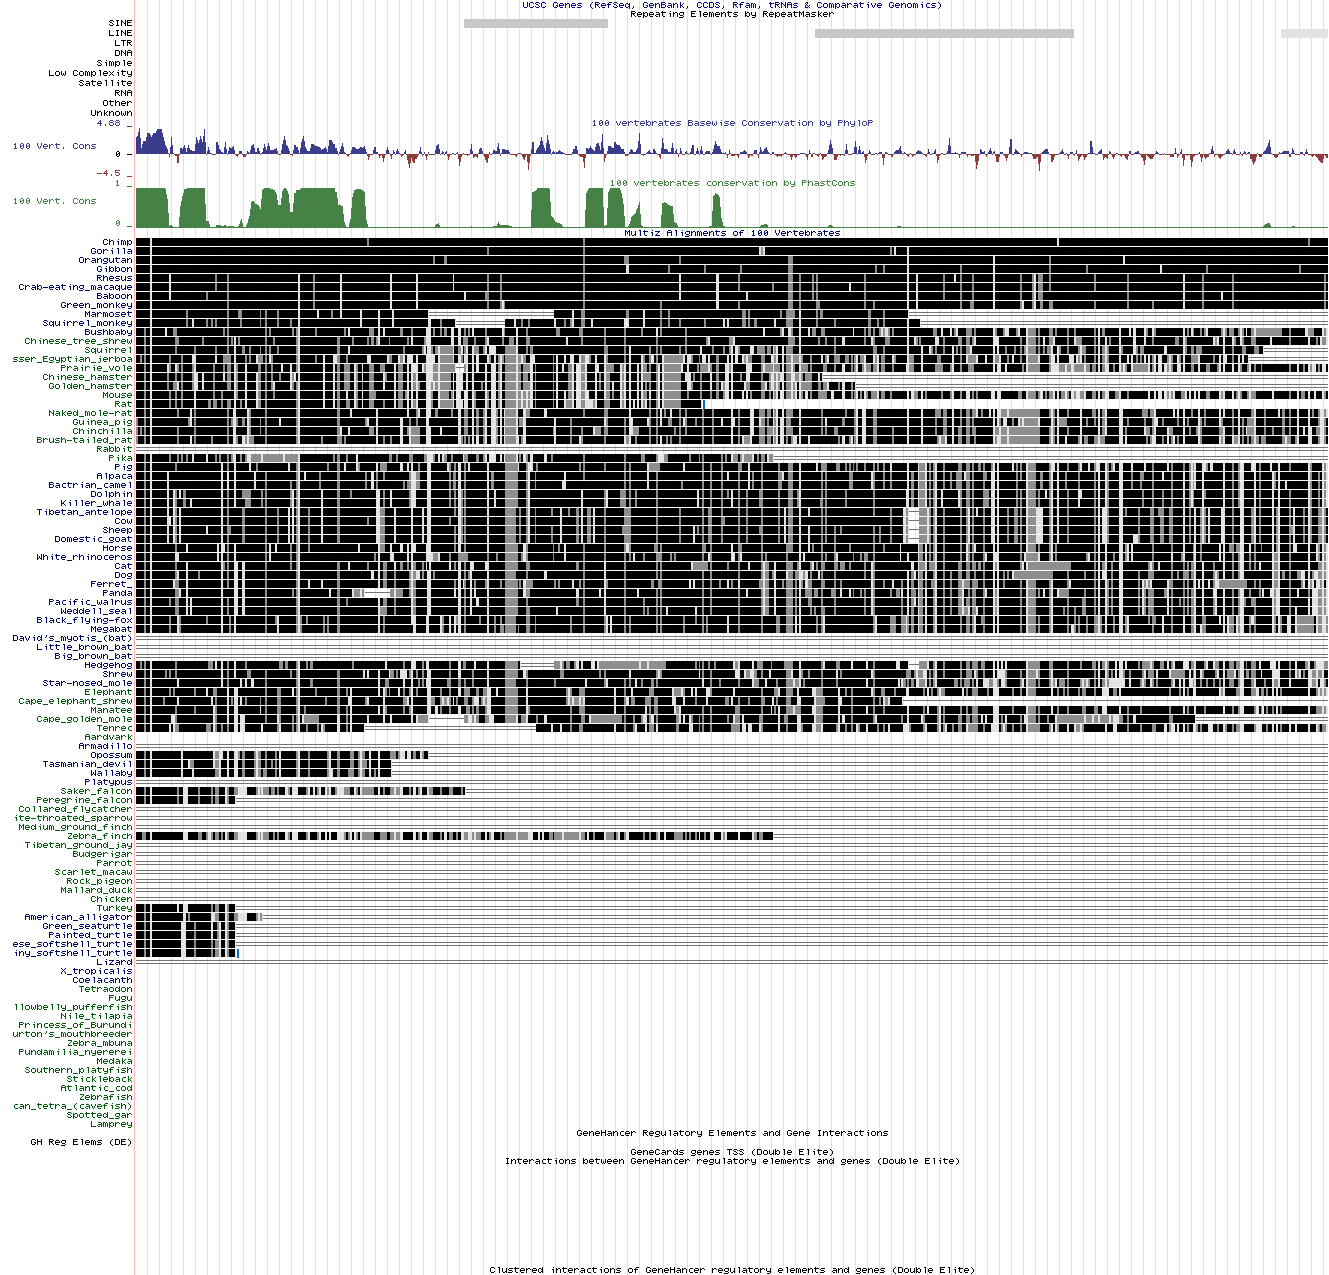 UCSC Genes (RefSeq, GenBank, CCDS, Rfam, tRNAs & Comparative Genomics)
Repeating Elements by RepeatMasker
SINE
LINE
LTR
DNA
Simple
Low Complexity
Satellite
RNA
Other
Unknown
4.88 _
100 vertebrates Basewise Conservation by PhyloP
100 Vert. Cons
0 _
-4.5 _
1 _
100 vertebrates conservation by PhastCons
100 Vert. Cons
0 _
Multiz Alignments of 100 Vertebrates
Chimp
Gorilla
Orangutan
Gibbon
Rhesus
Crab-eating_macaque
Baboon
Green_monkey
Marmoset
Squirrel_monkey
Bushbaby
Chinese_tree_shrew
Squirrel
sser_Egyptian_jerboa
Prairie_vole
Chinese_hamster
Golden_hamster
Mouse
Rat
Naked_mole-rat
Guinea_pig
Chinchilla
Brush-tailed_rat
Rabbit
Pika
Pig
Alpaca
Bactrian_camel
Dolphin
Killer_whale
Tibetan_antelope
Cow
Sheep
Domestic_goat
Horse
White_rhinoceros
Cat
Dog
Ferret_
Panda
Pacific_walrus
Weddell_seal
Black_flying-fox
Megabat
David's_myotis_(bat)
Little_brown_bat
Big_brown_bat
Hedgehog
Shrew
Star-nosed_mole
Elephant
Cape_elephant_shrew
Manatee
Cape_golden_mole
Tenrec
Aardvark
Armadillo
Opossum
Tasmanian_devil
Wallaby
Platypus
Saker_falcon
Peregrine_falcon
Collared_flycatcher
ite-throated_sparrow
Medium_ground_finch
Zebra_finch
Tibetan_ground_jay
Budgerigar
Parrot
Scarlet_macaw
Rock_pigeon
Mallard_duck
Chicken
Turkey
American_alligator
Green_seaturtle
Painted_turtle
ese_softshell_turtle
iny_softshell_turtle
Lizard
X_tropicalis
Coelacanth
Tetraodon
Fugu
llowbelly_pufferfish
Nile_tilapia
Princess_of_Burundi
urton's_mouthbreeder
Zebra_mbuna
Pundamilia_nyererei
Medaka
Southern_platyfish
Stickleback
Atlantic_cod
Zebrafish
can_tetra_(cavefish)
Spotted_gar
Lamprey
GeneHancer Regulatory Elements and Gene Interactions
GH Reg Elems (DE)
GeneCards genes TSS (Double Elite)
Interactions between GeneHancer regulatory elements and genes (Double Elite)
Clustered interactions of GeneHancer regulatory elements and genes (Double Elite)